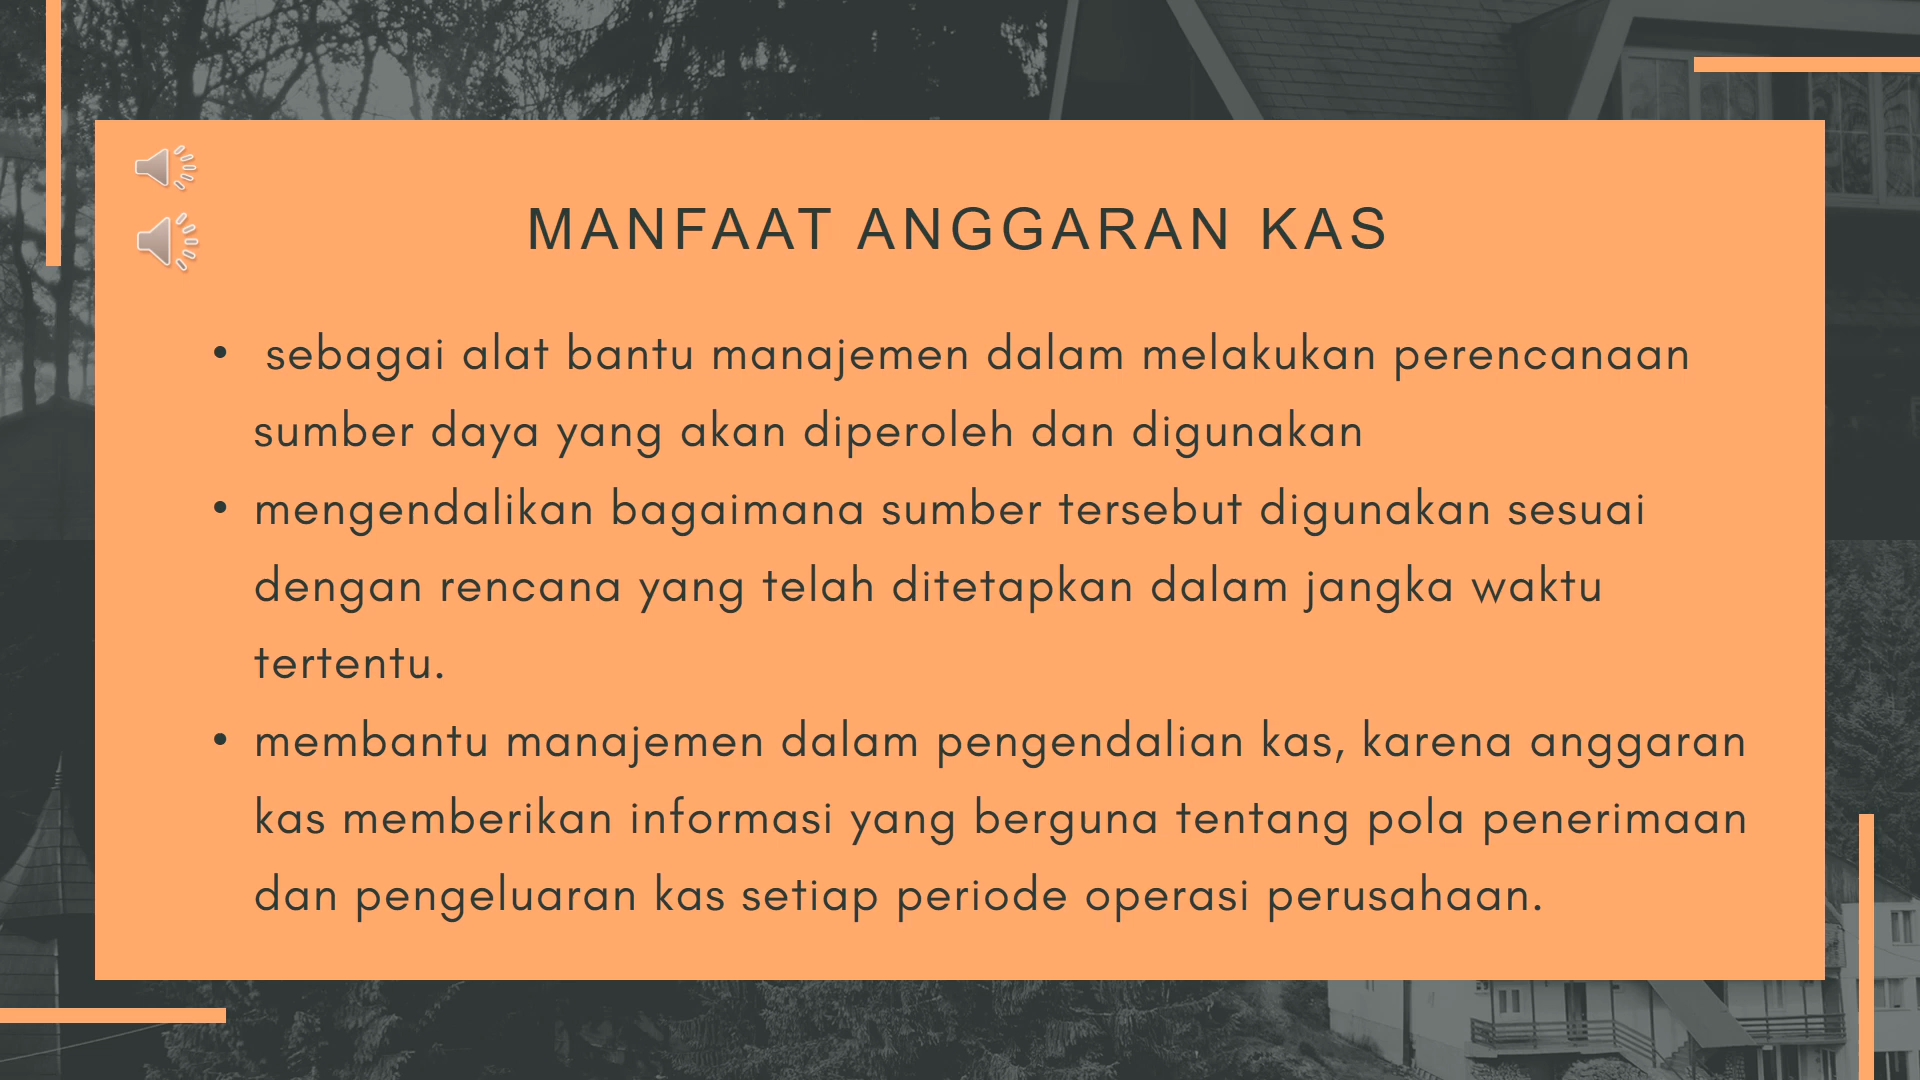 MANFAAT ANGGARAN KAS
• sebagai alat bantu manajemen dalam melakukan perencanaan
sumber daya yang akan diperoleh dan digunakan
• mengendalikan bagaimana sumber tersebut digunakan sesuai
dengan rencana yang telah ditetapkan dalam jangka waktu
tertentu.
• membantu manajemen dalam pengendalian kas, karena anggaran
kas memberikan informasi yang berguna tentang pola penerimaan
dan pengeluaran kas setiap periode operasi perusahaan.